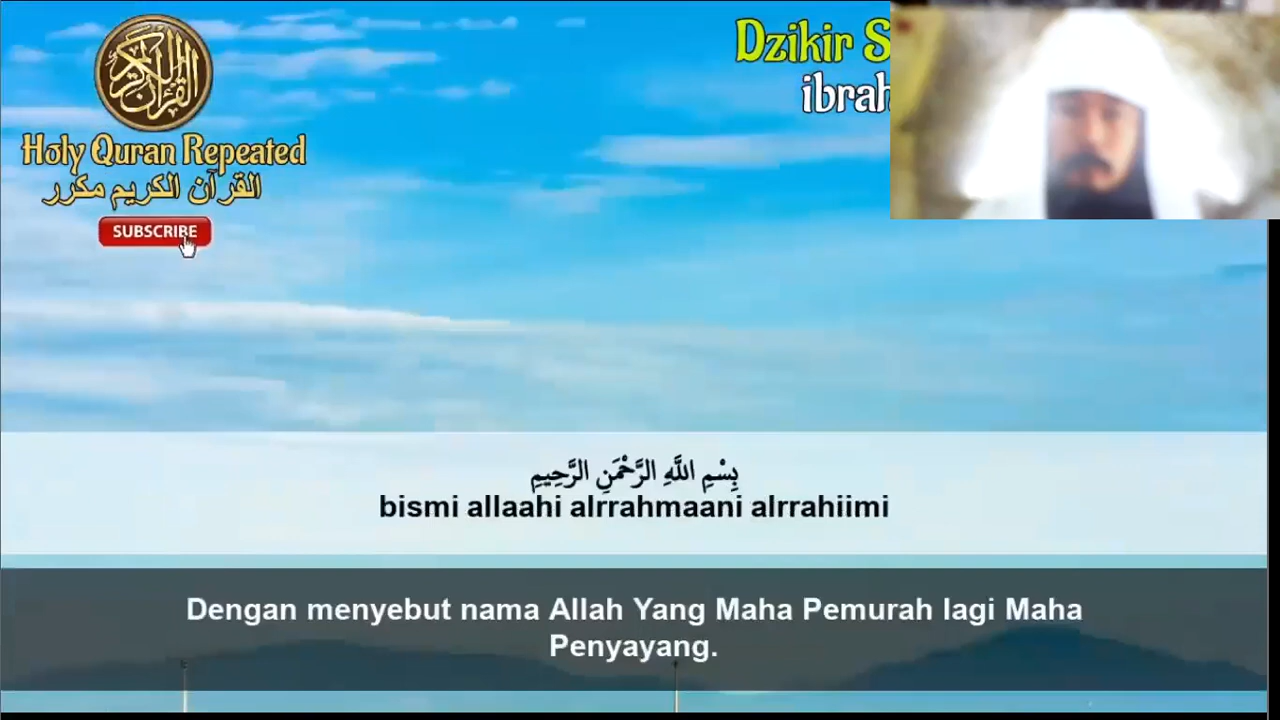 Holy Quran Repeated
القرآن الكريم مكرر
SUBSCRIBE
Dzikir S
ibrah
بِسْمِ اللَّهِ الرَّحْمَنِ الرَّحِيمِ
bismi allaahi alrrahmaani alrrahiimi
Dengan menyebut nama Allah Yang Maha Pemurah lagi Maha
Penyayang.